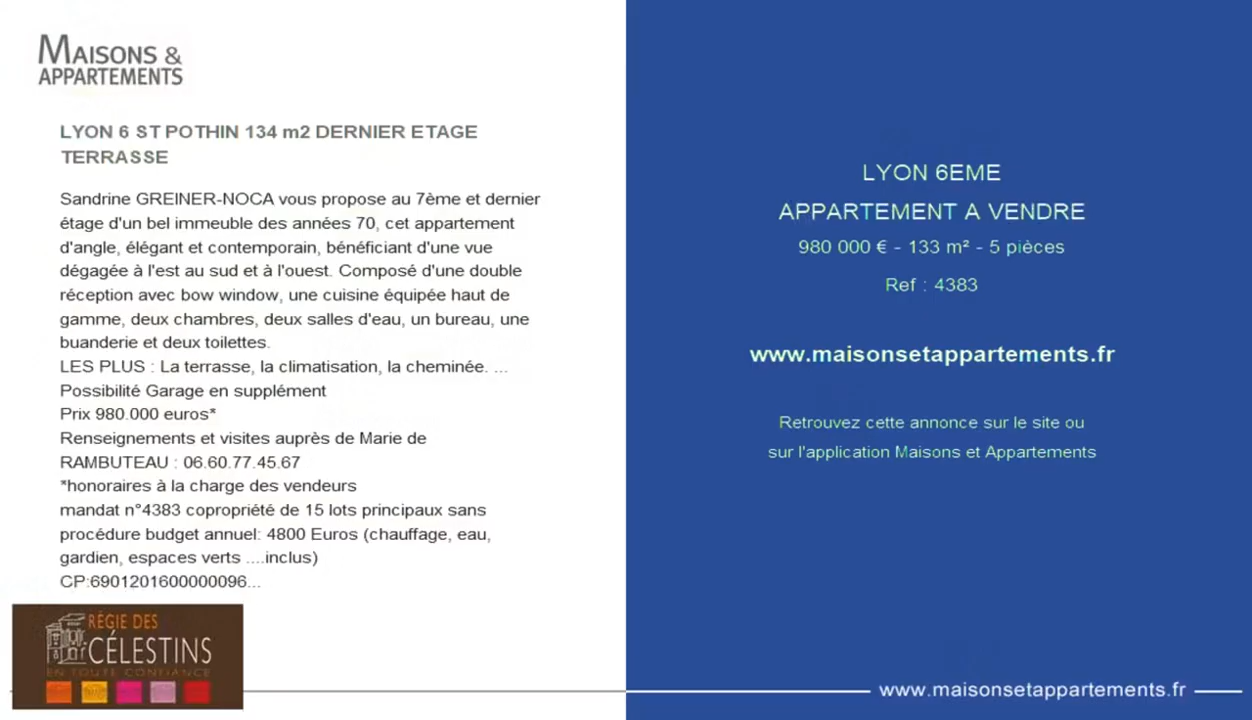 MAISONS &
APPARTEMENTS
LYON 6 ST POTHIN 134 m2 DERNIER ETAGE
TERRASSE
Sandrine GREINER-NOCA vous propose au 7ème et dernier
étage d'un bel immeuble des années 70, cet appartement
d'angle, élégant et contemporain, bénéficiant d'une vue
dégagée à l'est au sud et à l'ouest. Composé d'une double
réception avec bow window, une cuisine équipée haut de
gamme, deux chambres, deux salles d'eau, un bureau, une
buanderie et deux toilettes.
LES PLUS : La terrasse, la climatisation, la cheminée. ...
Possibilité Garage en supplément
Prix 980.000 euros*
Renseignements et visites auprès de Marie de
RAMBUTEAU : 06.60.77.45.67
*honoraires à la charge des vendeurs
mandat n°4383 copropriété de 15 lots principaux sans
procédure budget annuel: 4800 Euros (chauffage, eau,
gardien, espaces verts ....inclus)
CP:6901201600000096...
RÉGIE DES
CÉLESTINS
EN TOUTE CONFIANCE
LYON 6EME
APPARTEMENT A VENDRE
980 000 € - 133 m² - 5 pièces
Ref : 4383
www.maisonsetappartements.fr
Retrouvez cette annonce sur le site ou
sur l'application Maisons et Appartements
www.maisonsetappartements.fr